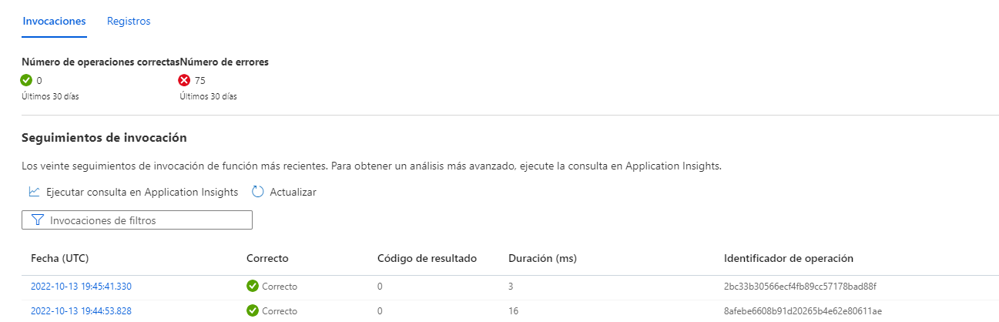 Invocaciones Registros
Número de operaciones correctasNúmero de errores
0 75
Últimos 30 días Últimos 30 días
Seguimientos de invocación
Los veinte seguimientos de invocación de función más recientes. Para obtener un análisis más avanzado, ejecute la consulta en Application Insights.
Ejecutar consulta en Application Insights Actualizar
Invocaciones de filtros
Fecha (UTC) Correcto Código de resultado Duración (ms) Identificador de operación
2022-10-13 19:45:41.330 Correcto 0 3 2bc33b30566ecf4fb89cc57178bad88f
2022-10-13 19:44:53.828 Correcto 0 16 8afebe6608b91d20265b4e62e80611ae